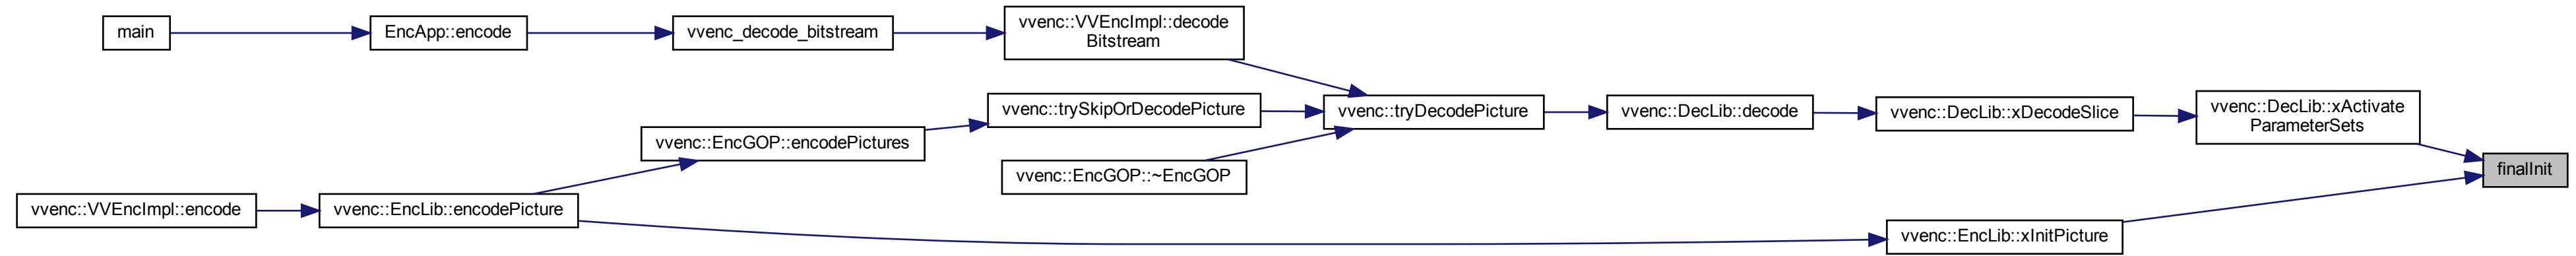 main
EncApp::encode
vvenc_decode_bitstream
vvenc::VVEncImpl::decode
Bitstream
vvenc::trySkipOrDecodePicture
vvenc::tryDecodePicture
vvenc::DecLib::decode
vvenc::DecLib::xDecodeSlice
vvenc::DecLib::xActivate
ParameterSets
vvenc::EncGOP::encodePictures
vvenc::EncGOP::~EncGOP
finalInit
vvenc::VVEncImpl::encode
vvenc::EncLib::encodePicture
vvenc::EncLib::xInitPicture